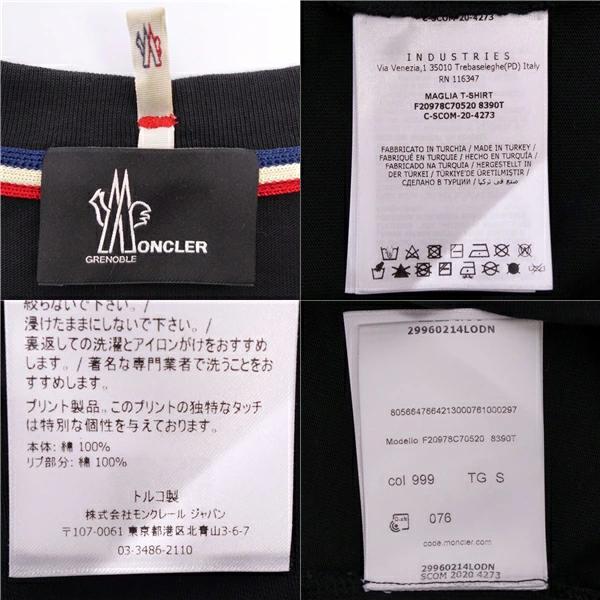 MONCLER
GRENOBLE
C-SCOM-20-4273
INDUSTRIES
Via Venezia,1 35010 Trebaseleghe(PD) Italy
RN 116347
MAGLIA T-SHIRT
F20978C70520 8390T
C-SCOM-20-4273
FABBRICATO IN TURCHIA / MADE IN TURKEY
FABRIQUÉ EN TURQUIE / HECHO EN TURQUÍA
FABRICADO NA TURQUIA / HERGESTELLT IN
DER TÜRKEI / TÜRKİYE'DE ÜRETİLMİSTİR /
СДЕЛАНО В ТУРЦИИ / صنع في تركيا
絞らないで下さい。/
浸けたままにしないで下さい。/
裏返しての洗濯とアイロンがけをおすすめ
します。/ 著名な専門業者で洗うことをお
すすめします。
プリント製品。このプリントの独特なタッチ
は特別な個性を与えております。
本体: 綿 100%
リブ部分: 綿 100%
トルコ製
株式会社モンクレール ジャパン
〒107-0061 東京都港区北青山3-6-7
03-3486-2110
29960214LODN
8056647664213000761000297
Modello F20978C70520 8390T
col 999 TG S
076
code.moncler.com
29960214LODN
SCOM 2020 4273